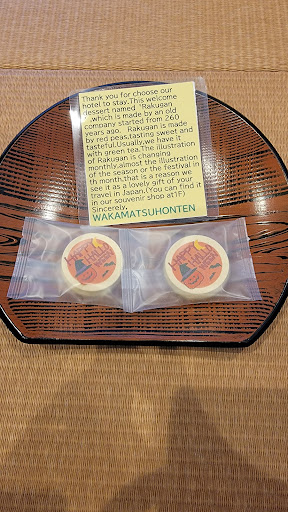 Thank you for choose our
hotel to stay.This welcome
dessert named "Rakugan
",which is made by an old
company started from 260
years ago. Rakugan is made
by red peas,tasting sweet and
tasteful.Usually,we have it
with green tea.The illustration
of Rakugan is changing
monthly,almost the illustration
of the season or the festival in
th month.that is a reason we
see it as a lovely gift of your
travel in Japan.(You can find it
in our souvenir shop at1F)
Sincerely,
WAKAMATSUHONTEN